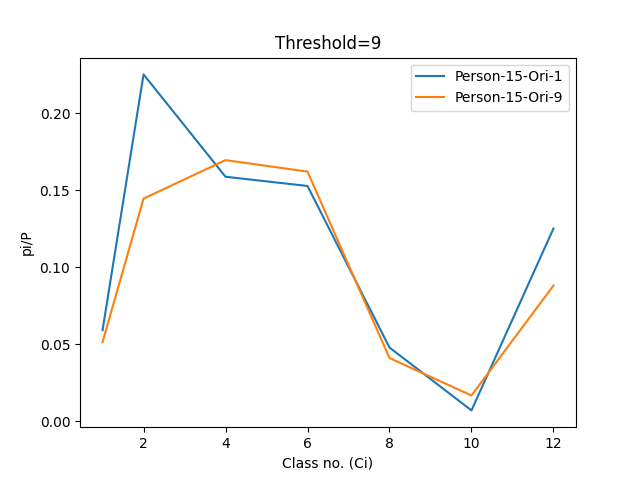 Threshold=9
Person-15-Ori-1
Person-15-Ori-9
pi/P
0.20
0.15
0.10
0.05
0.00
2 4 6 8 10 12
Class no. (Ci)